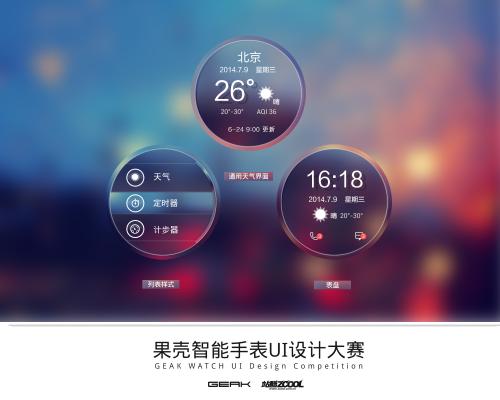 北京
2014.7.9 星期三
26°
晴
20°-30° AQI 36
6-24 9:00 更新
通用天气界面
天气
定时器
计步器
列表样式
16:18
2014.7.9 星期三
晴 20°-30°
表盘
果壳智能手表UI设计大赛
GEAK WATCH UI Design Competition
GEAK 站酷ZCOOL